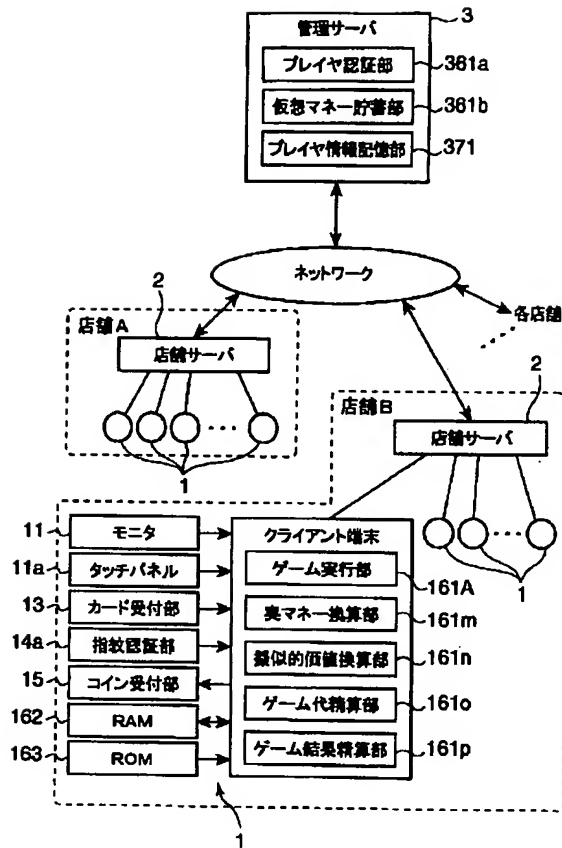 3
管理サーバ
プレイヤ認証部
361a
仮想マネー貯蓄部
361b
プレイヤ情報記憶部
371
ネットワーク
各店舗
店舗A
2
店舗サーバ
1
店舗B
2
店舗サーバ
1
11
モニタ
11a
タッチパネル
13
カード受付部
14a
指紋認証部
15
コイン受付部
162
RAM
163
ROM
クライアント端末
ゲーム実行部
161A
実マネー換算部
161m
疑似的価値換算部
161n
ゲーム代精算部
161o
ゲーム結果精算部
161p
1